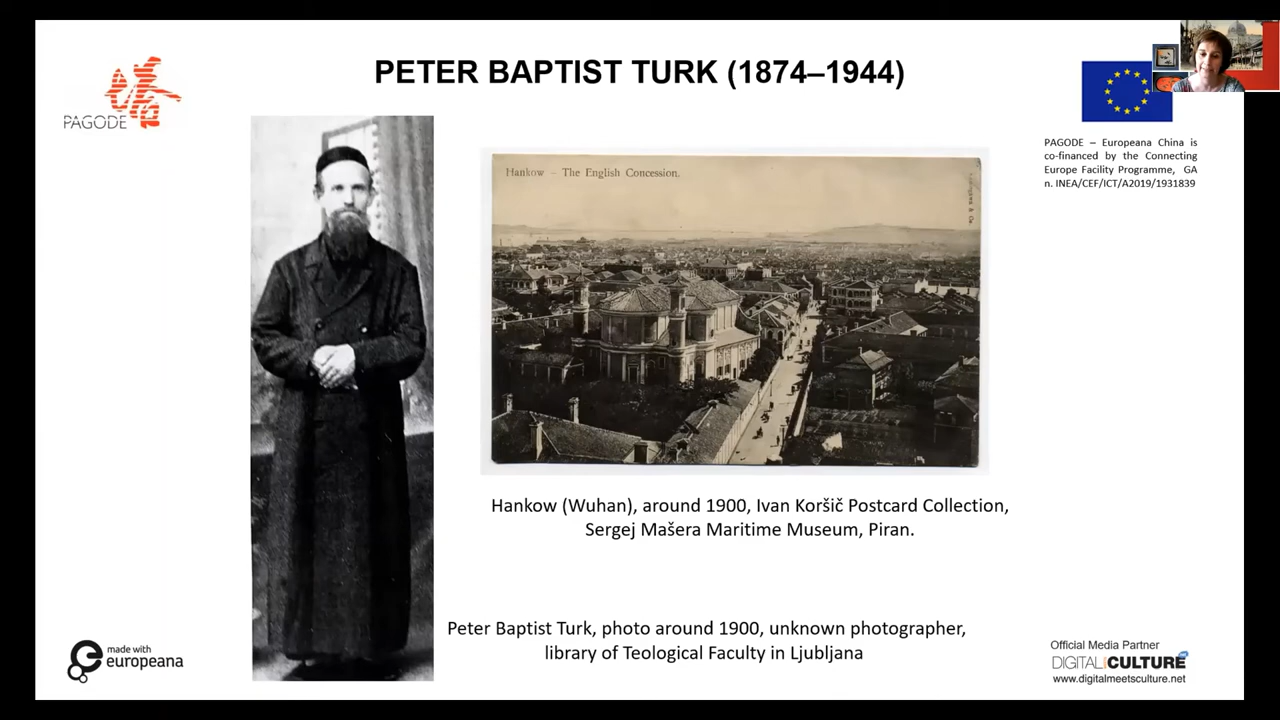 PETER BAPTIST TURK (1874–1944)
PAGODE
PAGODE – Europeana China is
co-financed by the Connecting
Europe Facility Programme, GA
n. INEA/CEF/ICT/A2019/1931839
Hankow – The English Concession.
Hankow (Wuhan), around 1900, Ivan Koršič Postcard Collection,
Sergej Mašera Maritime Museum, Piran.
Peter Baptist Turk, photo around 1900, unknown photographer,
library of Teological Faculty in Ljubljana
made with
europeana
Official Media Partner
DIGITAL meets CULTURE
www.digitalmeetsculture.net